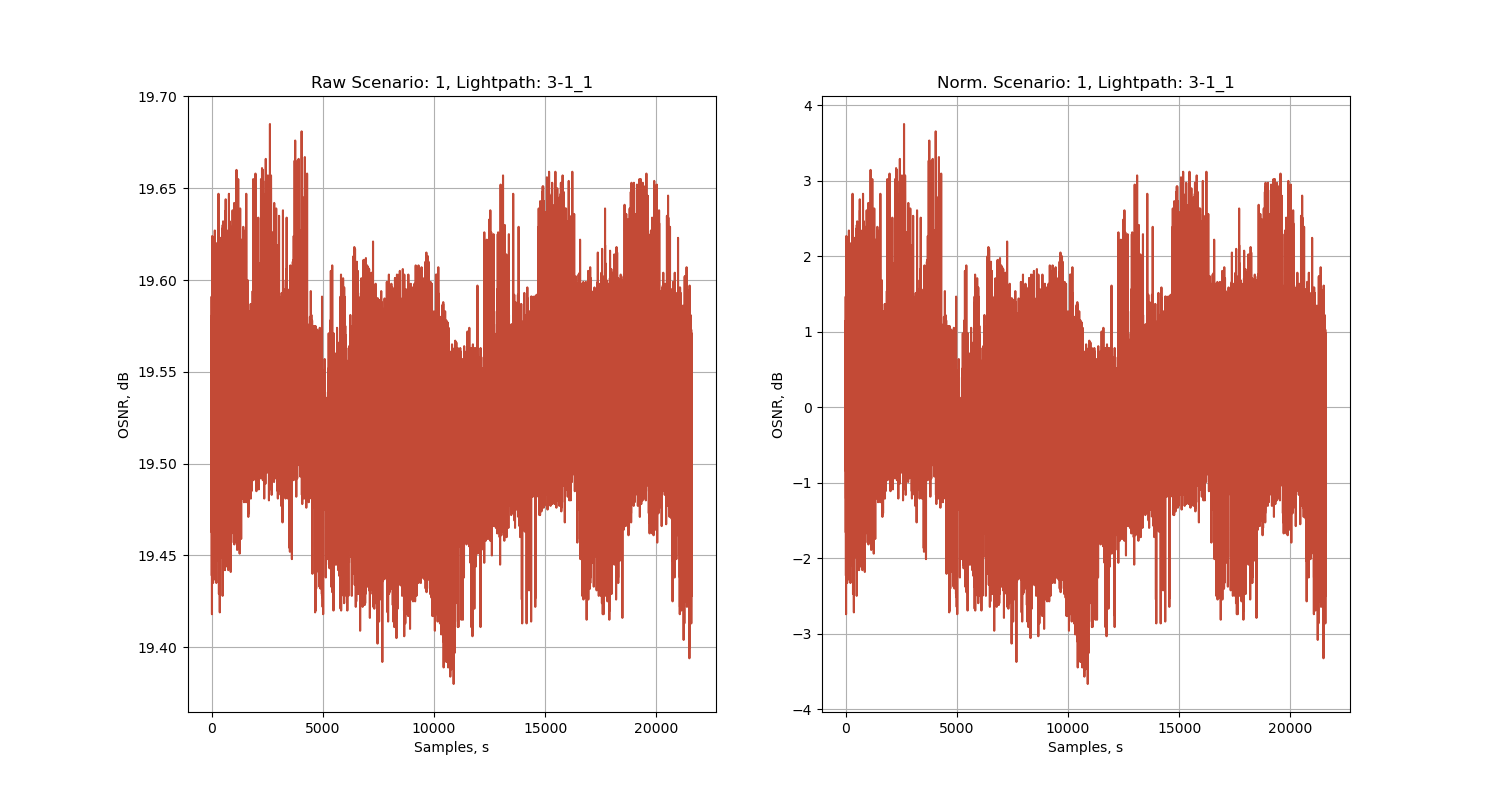 Raw Scenario: 1, Lightpath: 3-1_1
19.70
19.65
19.60
19.55
19.50
19.45
19.40
OSNR, dB
0 5000 10000 15000 20000
Samples, s
Norm. Scenario: 1, Lightpath: 3-1_1
4
3
2
1
0
−1
−2
−3
−4
OSNR, dB
0 5000 10000 15000 20000
Samples, s